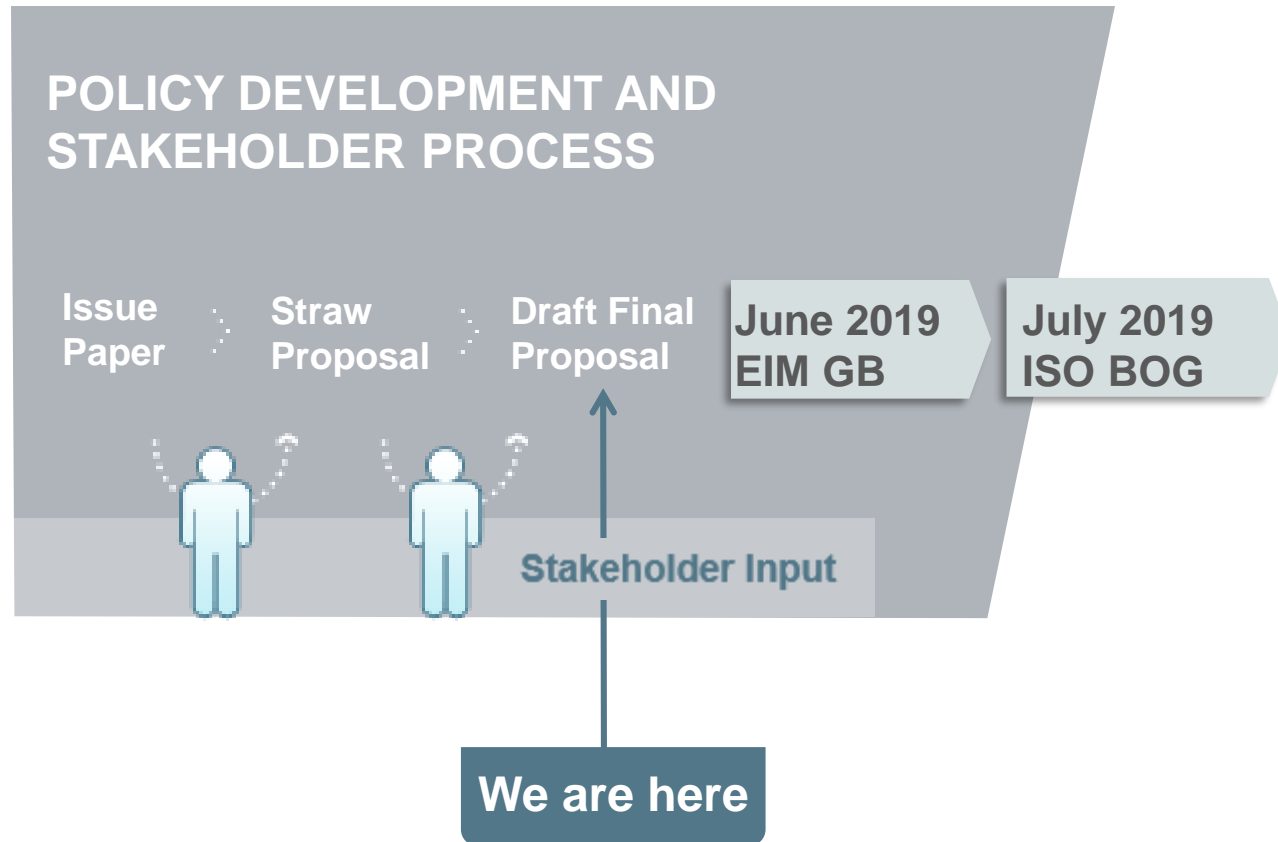 POLICY DEVELOPMENT AND
STAKEHOLDER PROCESS
Issue
Paper
Straw
Proposal
Draft Final
Proposal
June 2019
EIM GB
July 2019
ISO BOG
Stakeholder Input
We are here